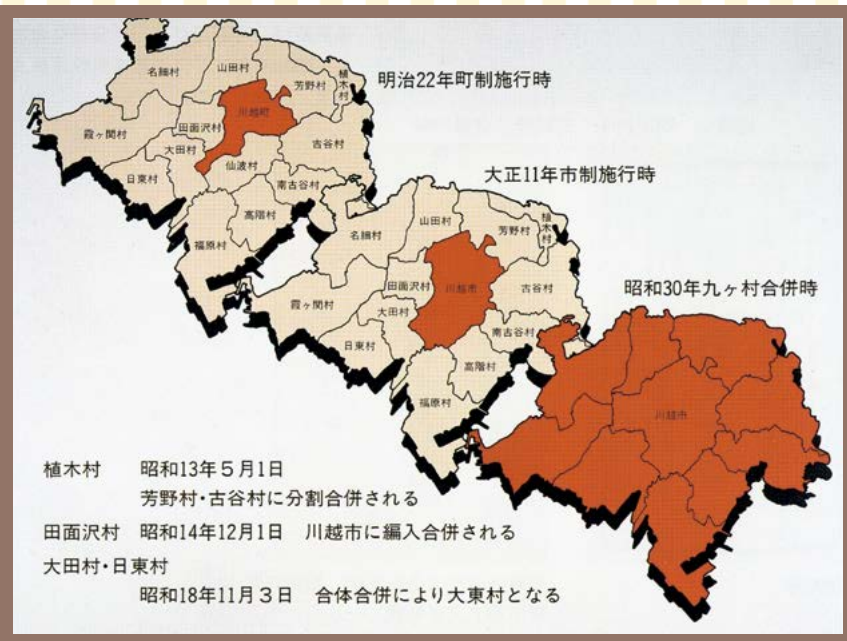 明治22年町制施行時
名細村
山田村
芳野村
植木村
川越町
霞ヶ関村
田面沢村
古谷村
大田村
仙波村
日東村
南古谷村
高階村
福原村
大正11年市制施行時
名細村
山田村
芳野村
植木村
田面沢村
川越市
古谷村
霞ヶ関村
大田村
南古谷村
日東村
高階村
福原村
昭和30年九ヶ村合併時
川越市
植木村 昭和13年5月1日
芳野村・古谷村に分割合併される
田面沢村 昭和14年12月1日 川越市に編入合併される
大田村・日東村
昭和18年11月3日 合体合併により大東村となる